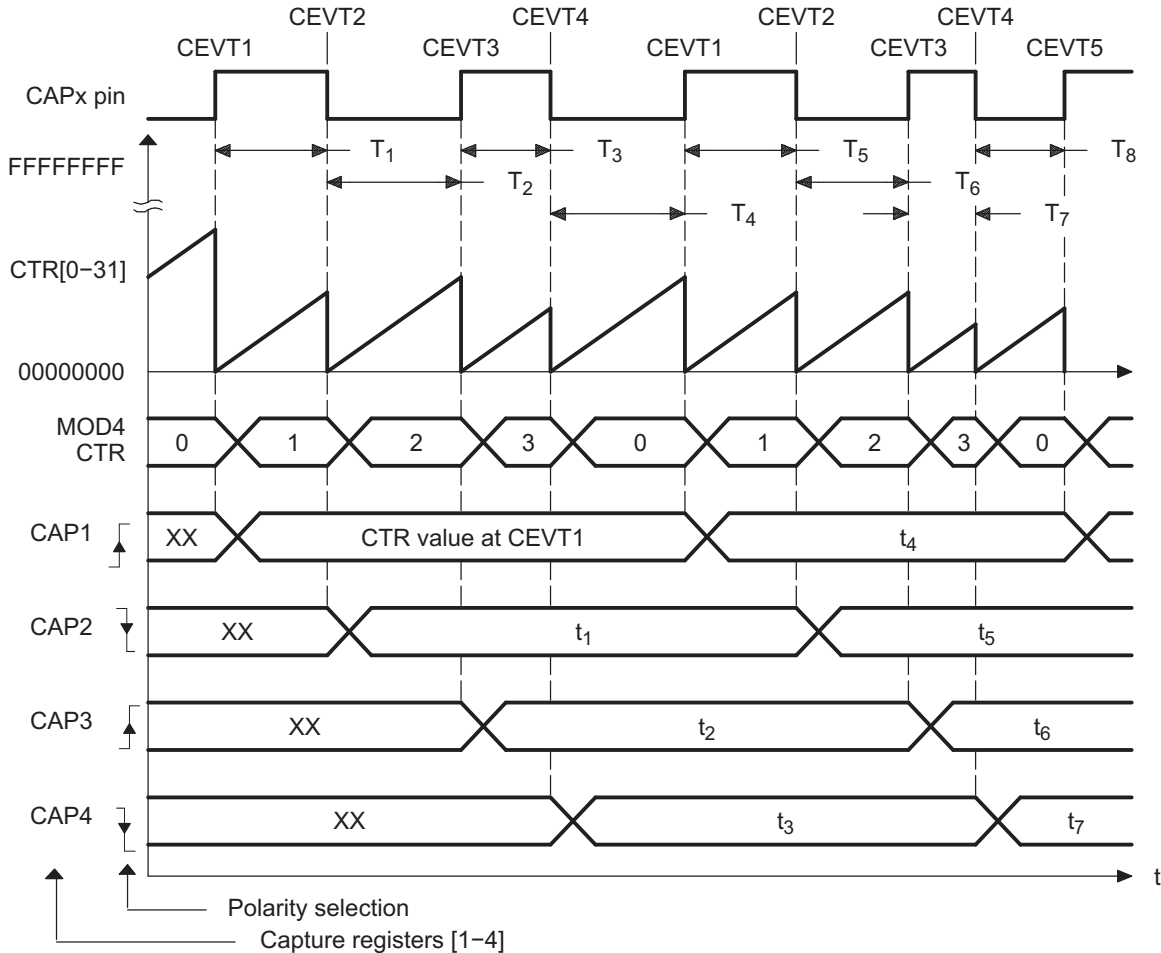 CEVT2 CEVT4 CEVT2 CEVT4
CEVT1 CEVT3 CEVT1 CEVT3 CEVT5
CAPx pin
T1 T3 T5 T8
FFFFFFFF
T2 T6
T4 T7
CTR[0−31]
00000000
MOD4
CTR
0 1 2 3 0 1 2 3 0
CAP1 XX CTR value at CEVT1 t4
CAP2 XX t1 t5
CAP3 XX t2 t6
CAP4 XX t3 t7
t
Polarity selection
Capture registers [1−4]